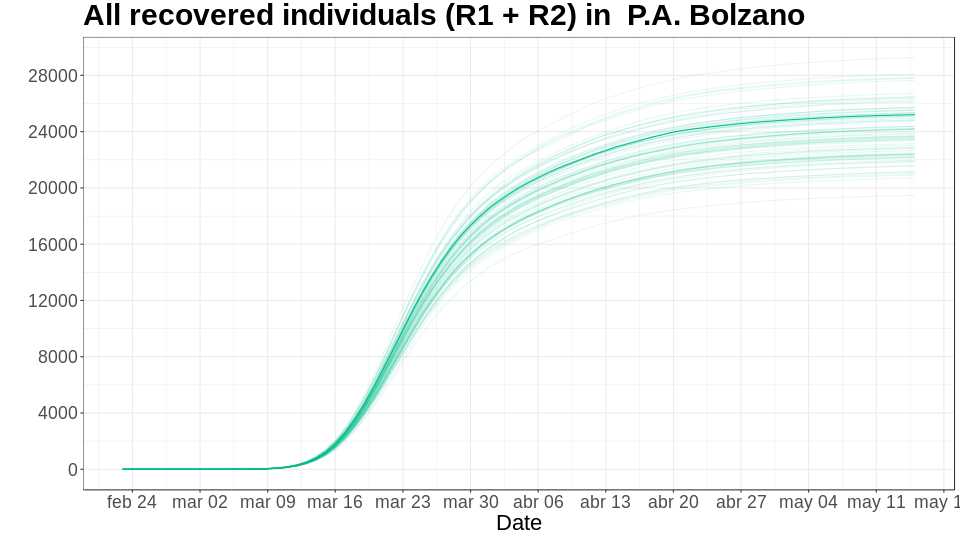 All recovered individuals (R1 + R2) in  P.A. Bolzano
28000
24000
20000
16000
12000
8000
4000
0
feb 24 mar 02 mar 09 mar 16 mar 23 mar 30 abr 06 abr 13 abr 20 abr 27 may 04 may 11 may 1
Date